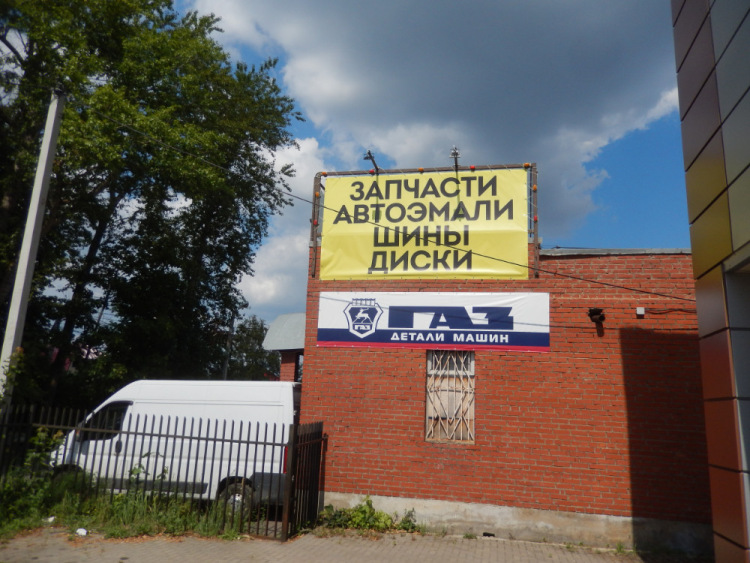 ЗАПЧАСТИ
АВТОЭМАЛИ
ШИНЫ
ДИСКИ
ГАЗ
ГАЗ
ДЕТАЛИ МАШИН